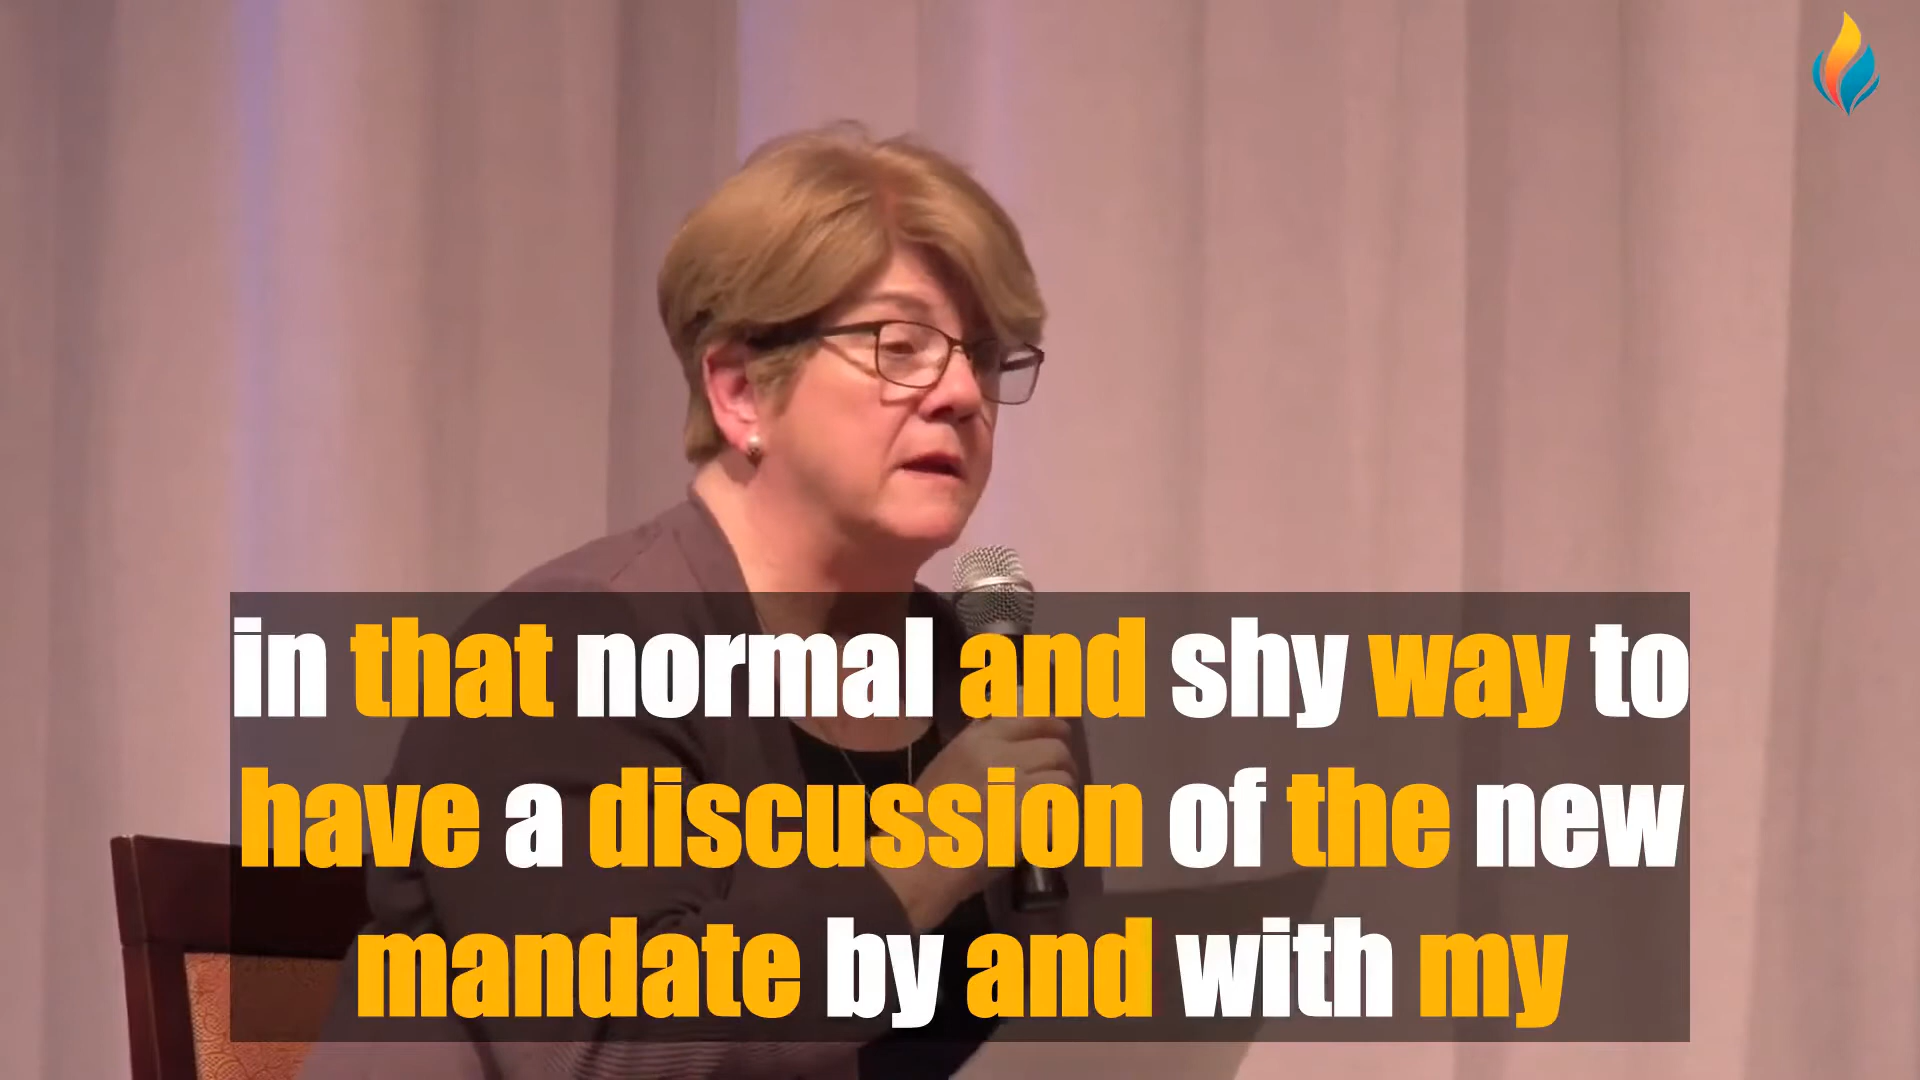 in that normal and shy way to
have a discussion of the new
mandate by and with my